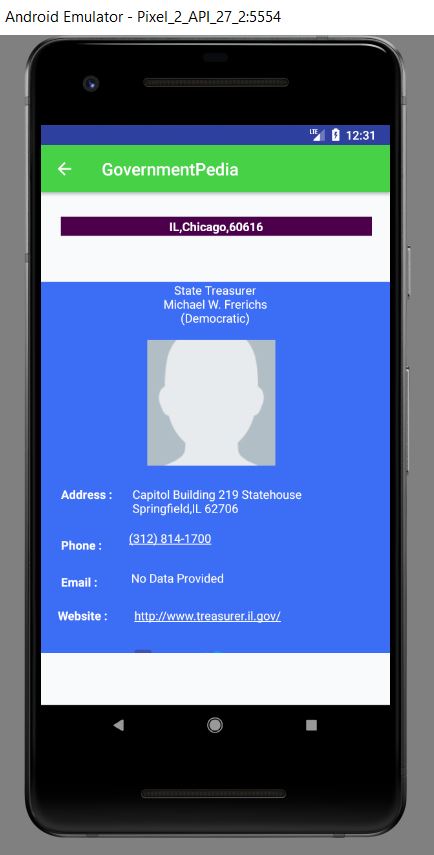 Android Emulator - Pixel_2_API_27_2:5554
LTE 12:31
GovernmentPedia
IL,Chicago,60616
State Treasurer
Michael W. Frerichs
(Democratic)
Address : Capitol Building 219 Statehouse
Springfield,IL 62706
Phone : (312) 814-1700
Email : No Data Provided
Website : http://www.treasurer.il.gov/